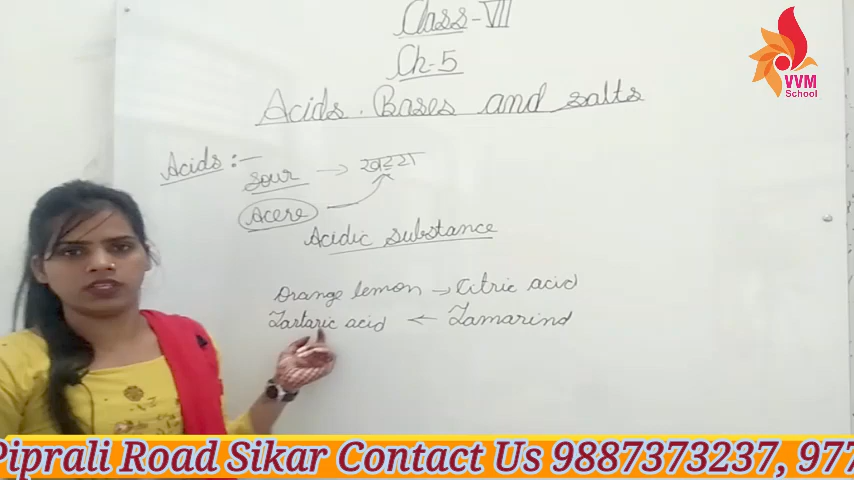 Class-VII
Ch-5
Acids. Bases and salts
Acids :-
Sour → खट्टा
Acere
Acidic substance
Orange lemon → Citric acid
Tartaric acid ← Tamarind
VVM
School
Piprali Road Sikar Contact Us 9887373237, 977